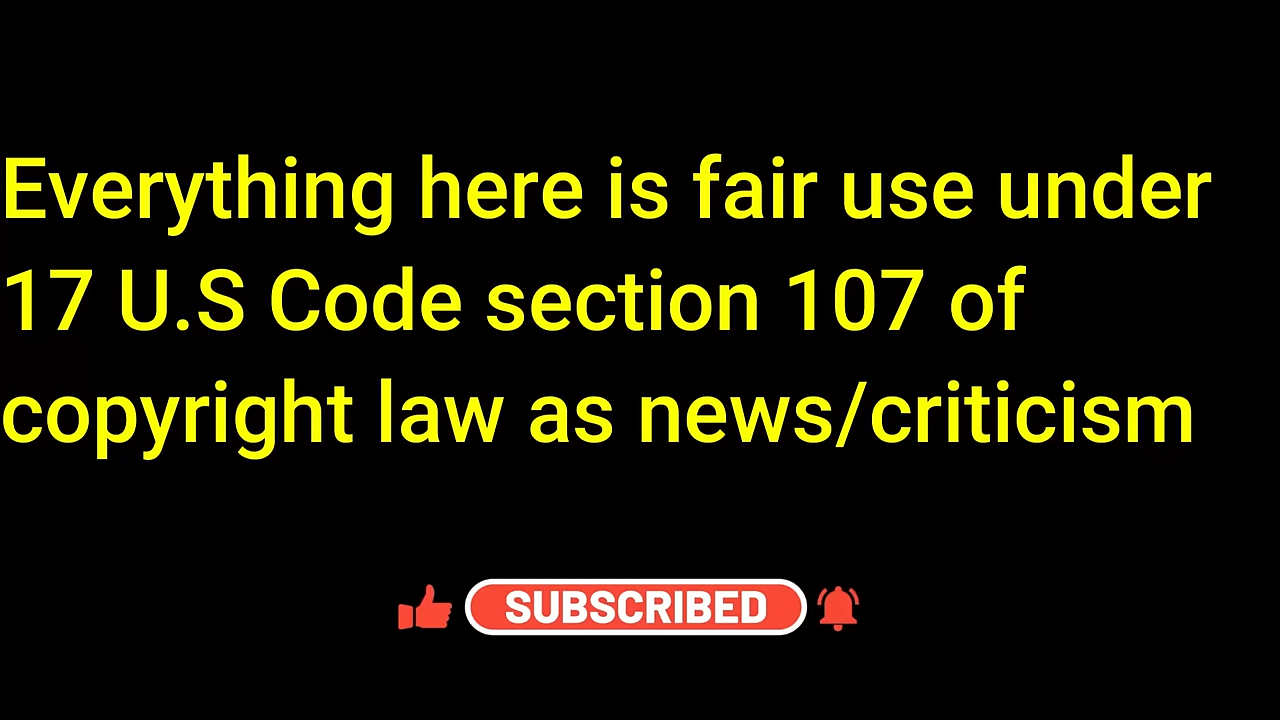 Everything here is fair use under
17 U.S Code section 107 of
copyright law as news/criticism
SUBSCRIBED